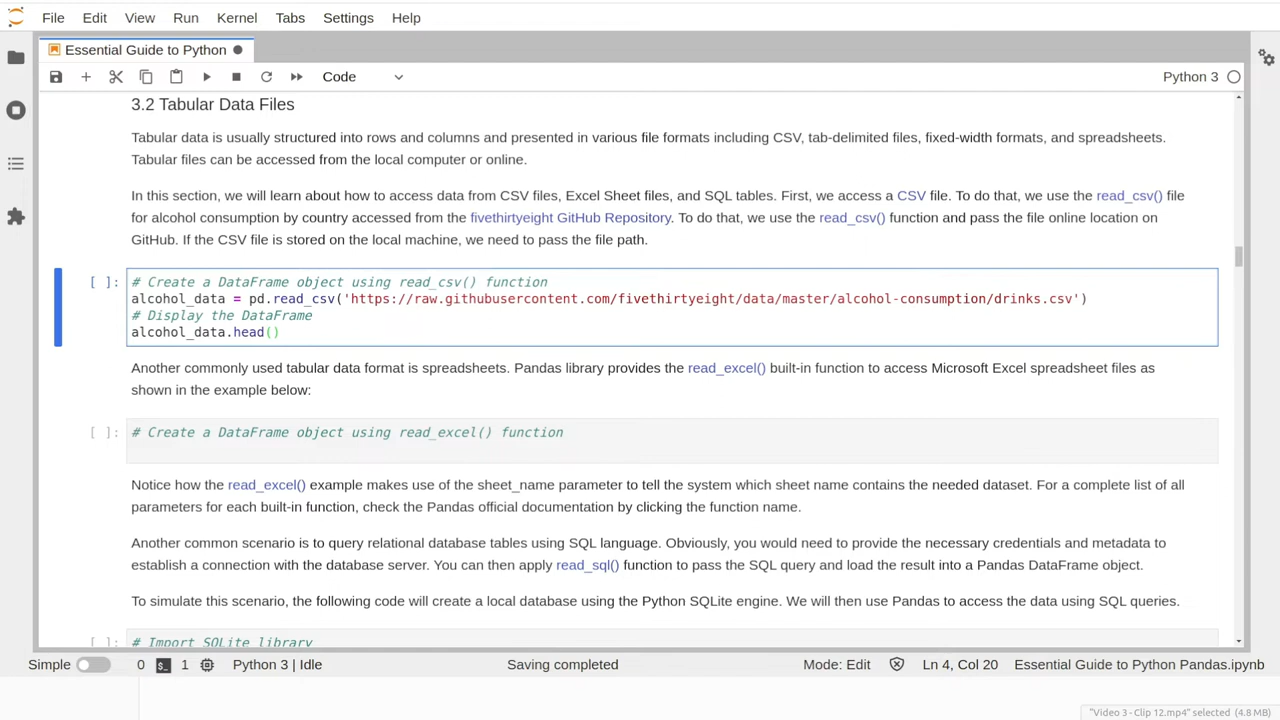 File Edit View Run Kernel Tabs Settings Help
Essential Guide to Python
Code
Python 3
3.2 Tabular Data Files
Tabular data is usually structured into rows and columns and presented in various file formats including CSV, tab-delimited files, fixed-width formats, and spreadsheets.
Tabular files can be accessed from the local computer or online.
In this section, we will learn about how to access data from CSV files, Excel Sheet files, and SQL tables. First, we access a CSV file. To do that, we use the read_csv() file
for alcohol consumption by country accessed from the fivethirtyeight GitHub Repository. To do that, we use the read_csv() function and pass the file online location on
GitHub. If the CSV file is stored on the local machine, we need to pass the file path.
[ ]: # Create a DataFrame object using read_csv() function
alcohol_data = pd.read_csv('https://raw.githubusercontent.com/fivethirtyeight/data/master/alcohol-consumption/drinks.csv')
# Display the DataFrame
alcohol_data.head()
Another commonly used tabular data format is spreadsheets. Pandas library provides the read_excel() built-in function to access Microsoft Excel spreadsheet files as
shown in the example below:
[ ]: # Create a DataFrame object using read_excel() function
Notice how the read_excel() example makes use of the sheet_name parameter to tell the system which sheet name contains the needed dataset. For a complete list of all
parameters for each built-in function, check the Pandas official documentation by clicking the function name.
Another common scenario is to query relational database tables using SQL language. Obviously, you would need to provide the necessary credentials and metadata to
establish a connection with the database server. You can then apply read_sql() function to pass the SQL query and load the result into a Pandas DataFrame object.
To simulate this scenario, the following code will create a local database using the Python SQLite engine. We will then use Pandas to access the data using SQL queries.
[ ]: # Import SQLite library
Simple 0 1 Python 3 | Idle Saving completed Mode: Edit Ln 4, Col 20 Essential Guide to Python Pandas.ipynb
"Video 3 - Clip 12.mp4" selected (4.8 MB)